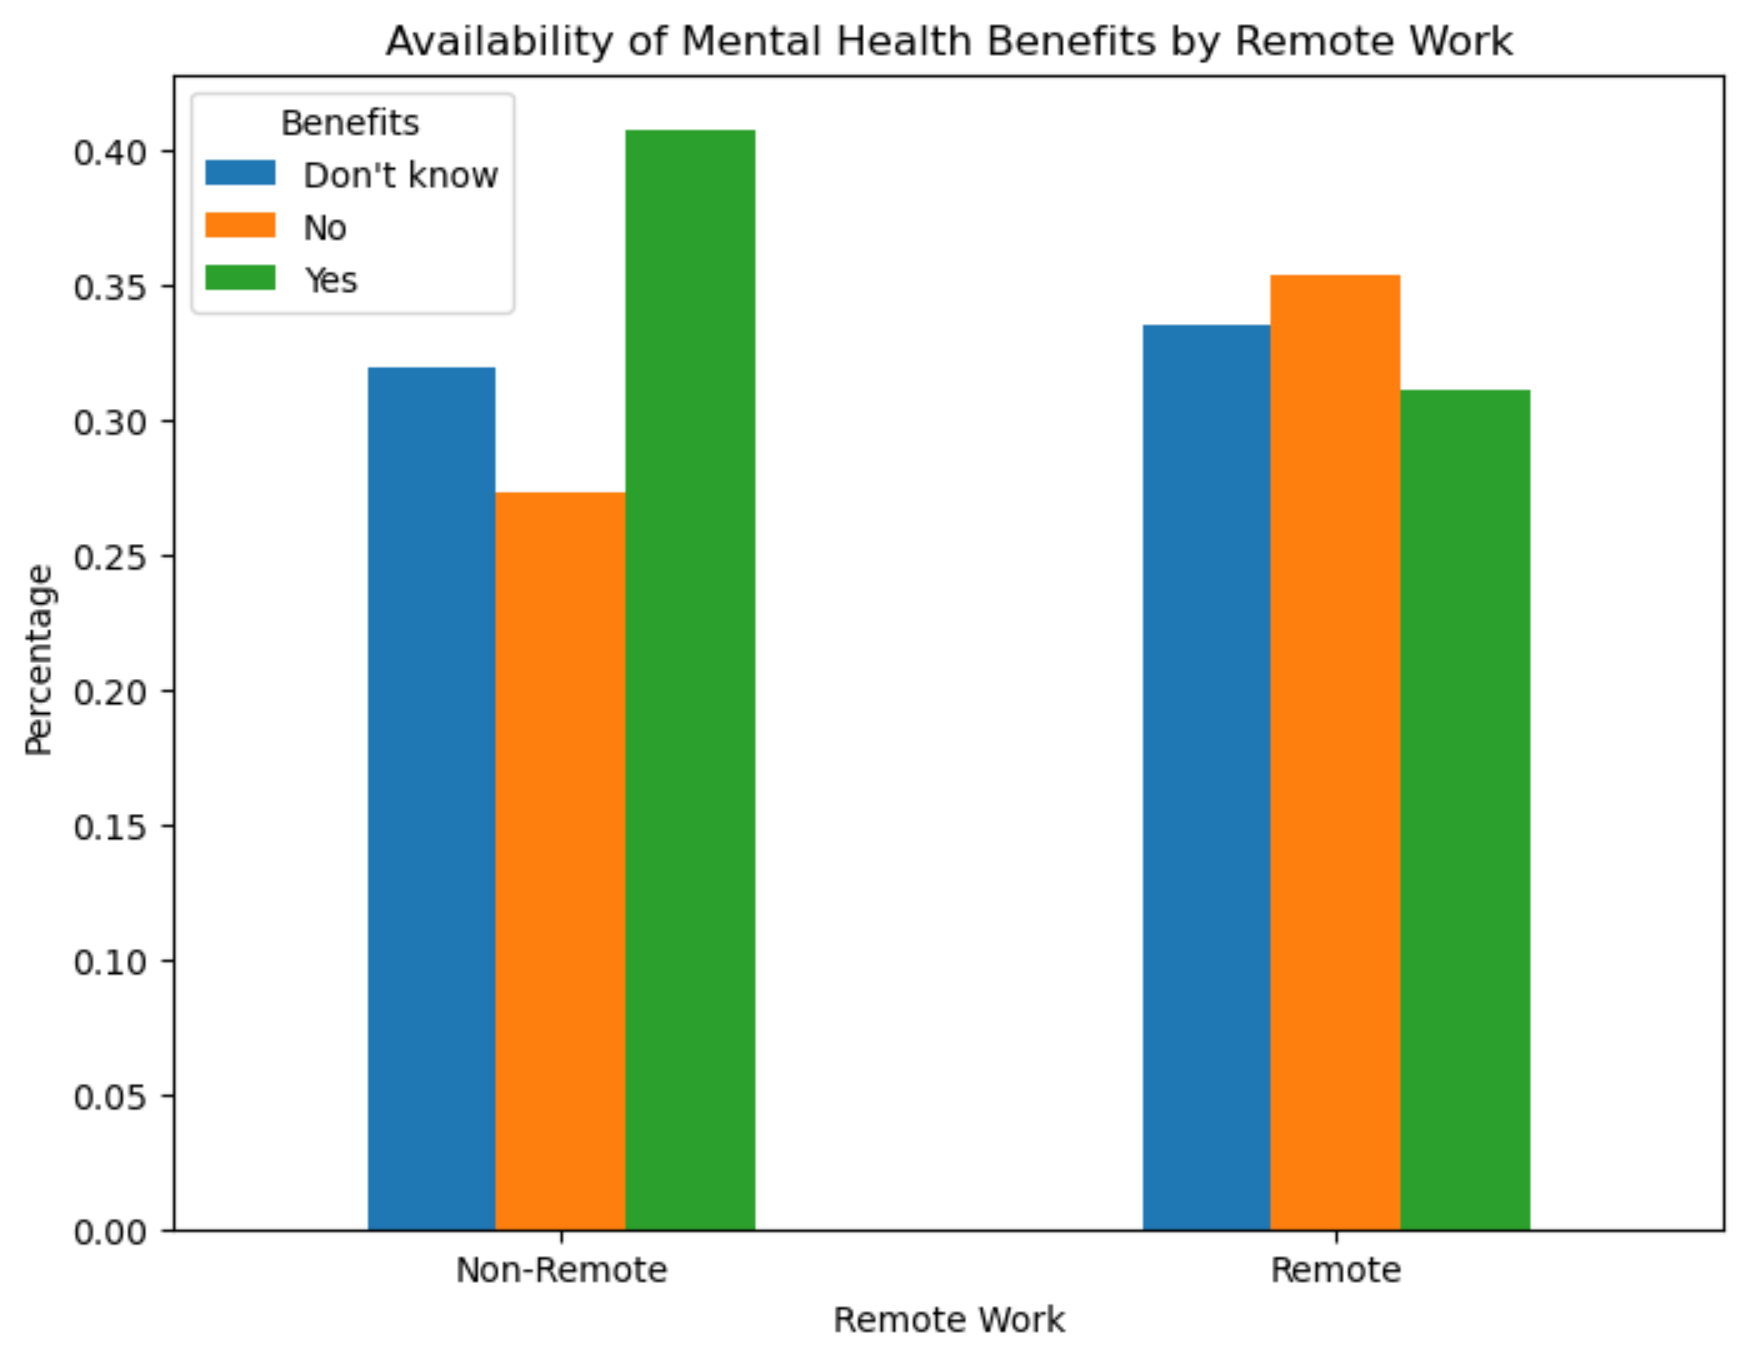 Availability of Mental Health Benefits by Remote Work
Benefits
Don't know
No
Yes
0.40
0.35
0.30
0.25
0.20
0.15
0.10
0.05
0.00
Percentage
Non-Remote
Remote
Remote Work